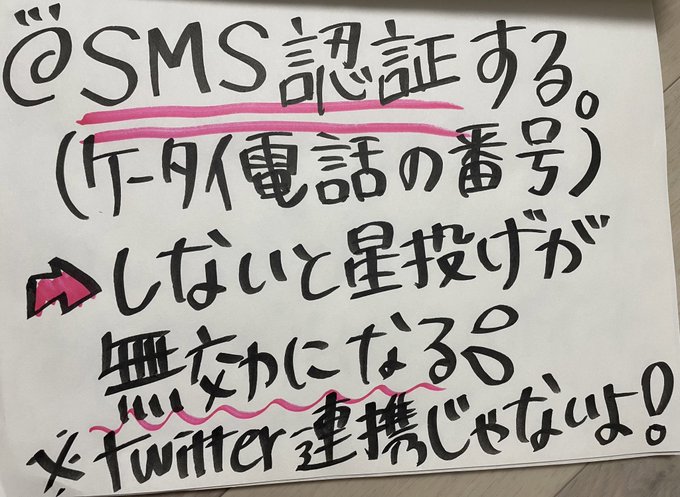 @SMS認証する。
(ケータイ電話の番号)
➡しないと星投げが
無効になる!!
※twitter連携じゃないよ!